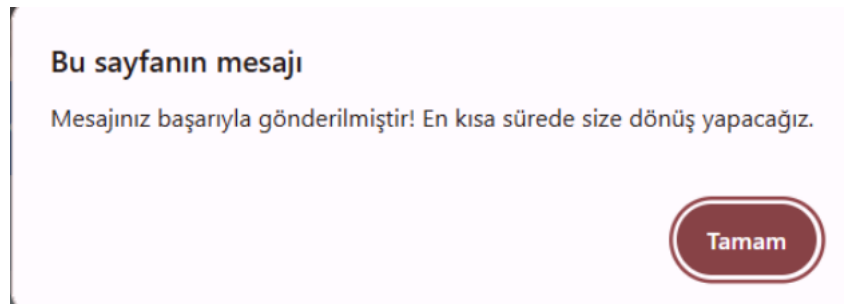 Bu sayfanın mesajı
Mesajınız başarıyla gönderilmiştir! En kısa sürede size dönüş yapacağız.
Tamam